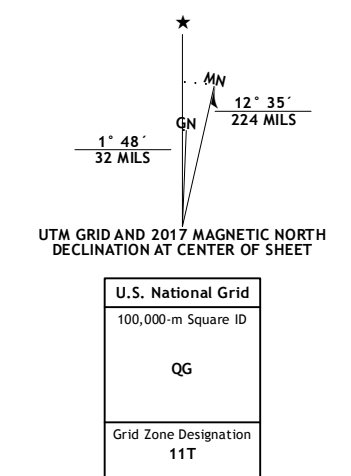 ★
MN
12° 35´
224 MILS
GN
1° 48´
32 MILS
UTM GRID AND 2017 MAGNETIC NORTH
DECLINATION AT CENTER OF SHEET
U.S. National Grid
100,000-m Square ID
QG
Grid Zone Designation
11T